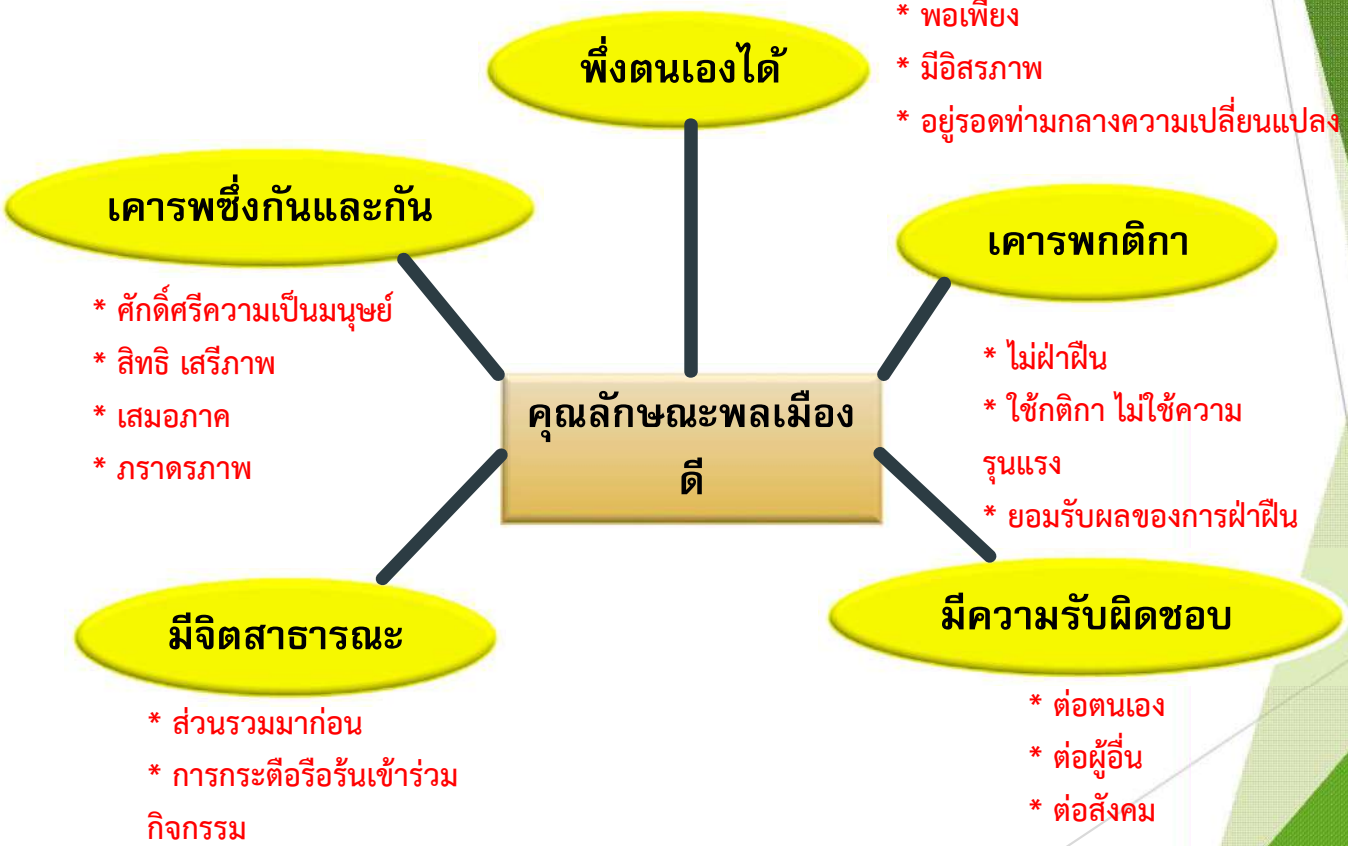 * พอเพียง
พึ่งตนเองได้
* มีอิสรภาพ
* อยู่รอดท่ามกลางความเปลี่ยนแปลง
เคารพซึ่งกันและกัน
* ศักดิ์ศรีความเป็นมนุษย์
* สิทธิ เสรีภาพ
* เสมอภาค
* ภราดรภาพ
เคารพกติกา
* ไม่ฝ่าฝืน
* ใช้กติกา ไม่ใช้ความ
รุนแรง
* ยอมรับผลของการฝ่าฝืน
คุณลักษณะพลเมือง
ดี
มีจิตสาธารณะ
* ส่วนรวมมาก่อน
* การกระตือรือร้นเข้าร่วม
กิจกรรม
มีความรับผิดชอบ
* ต่อตนเอง
* ต่อผู้อื่น
* ต่อสังคม